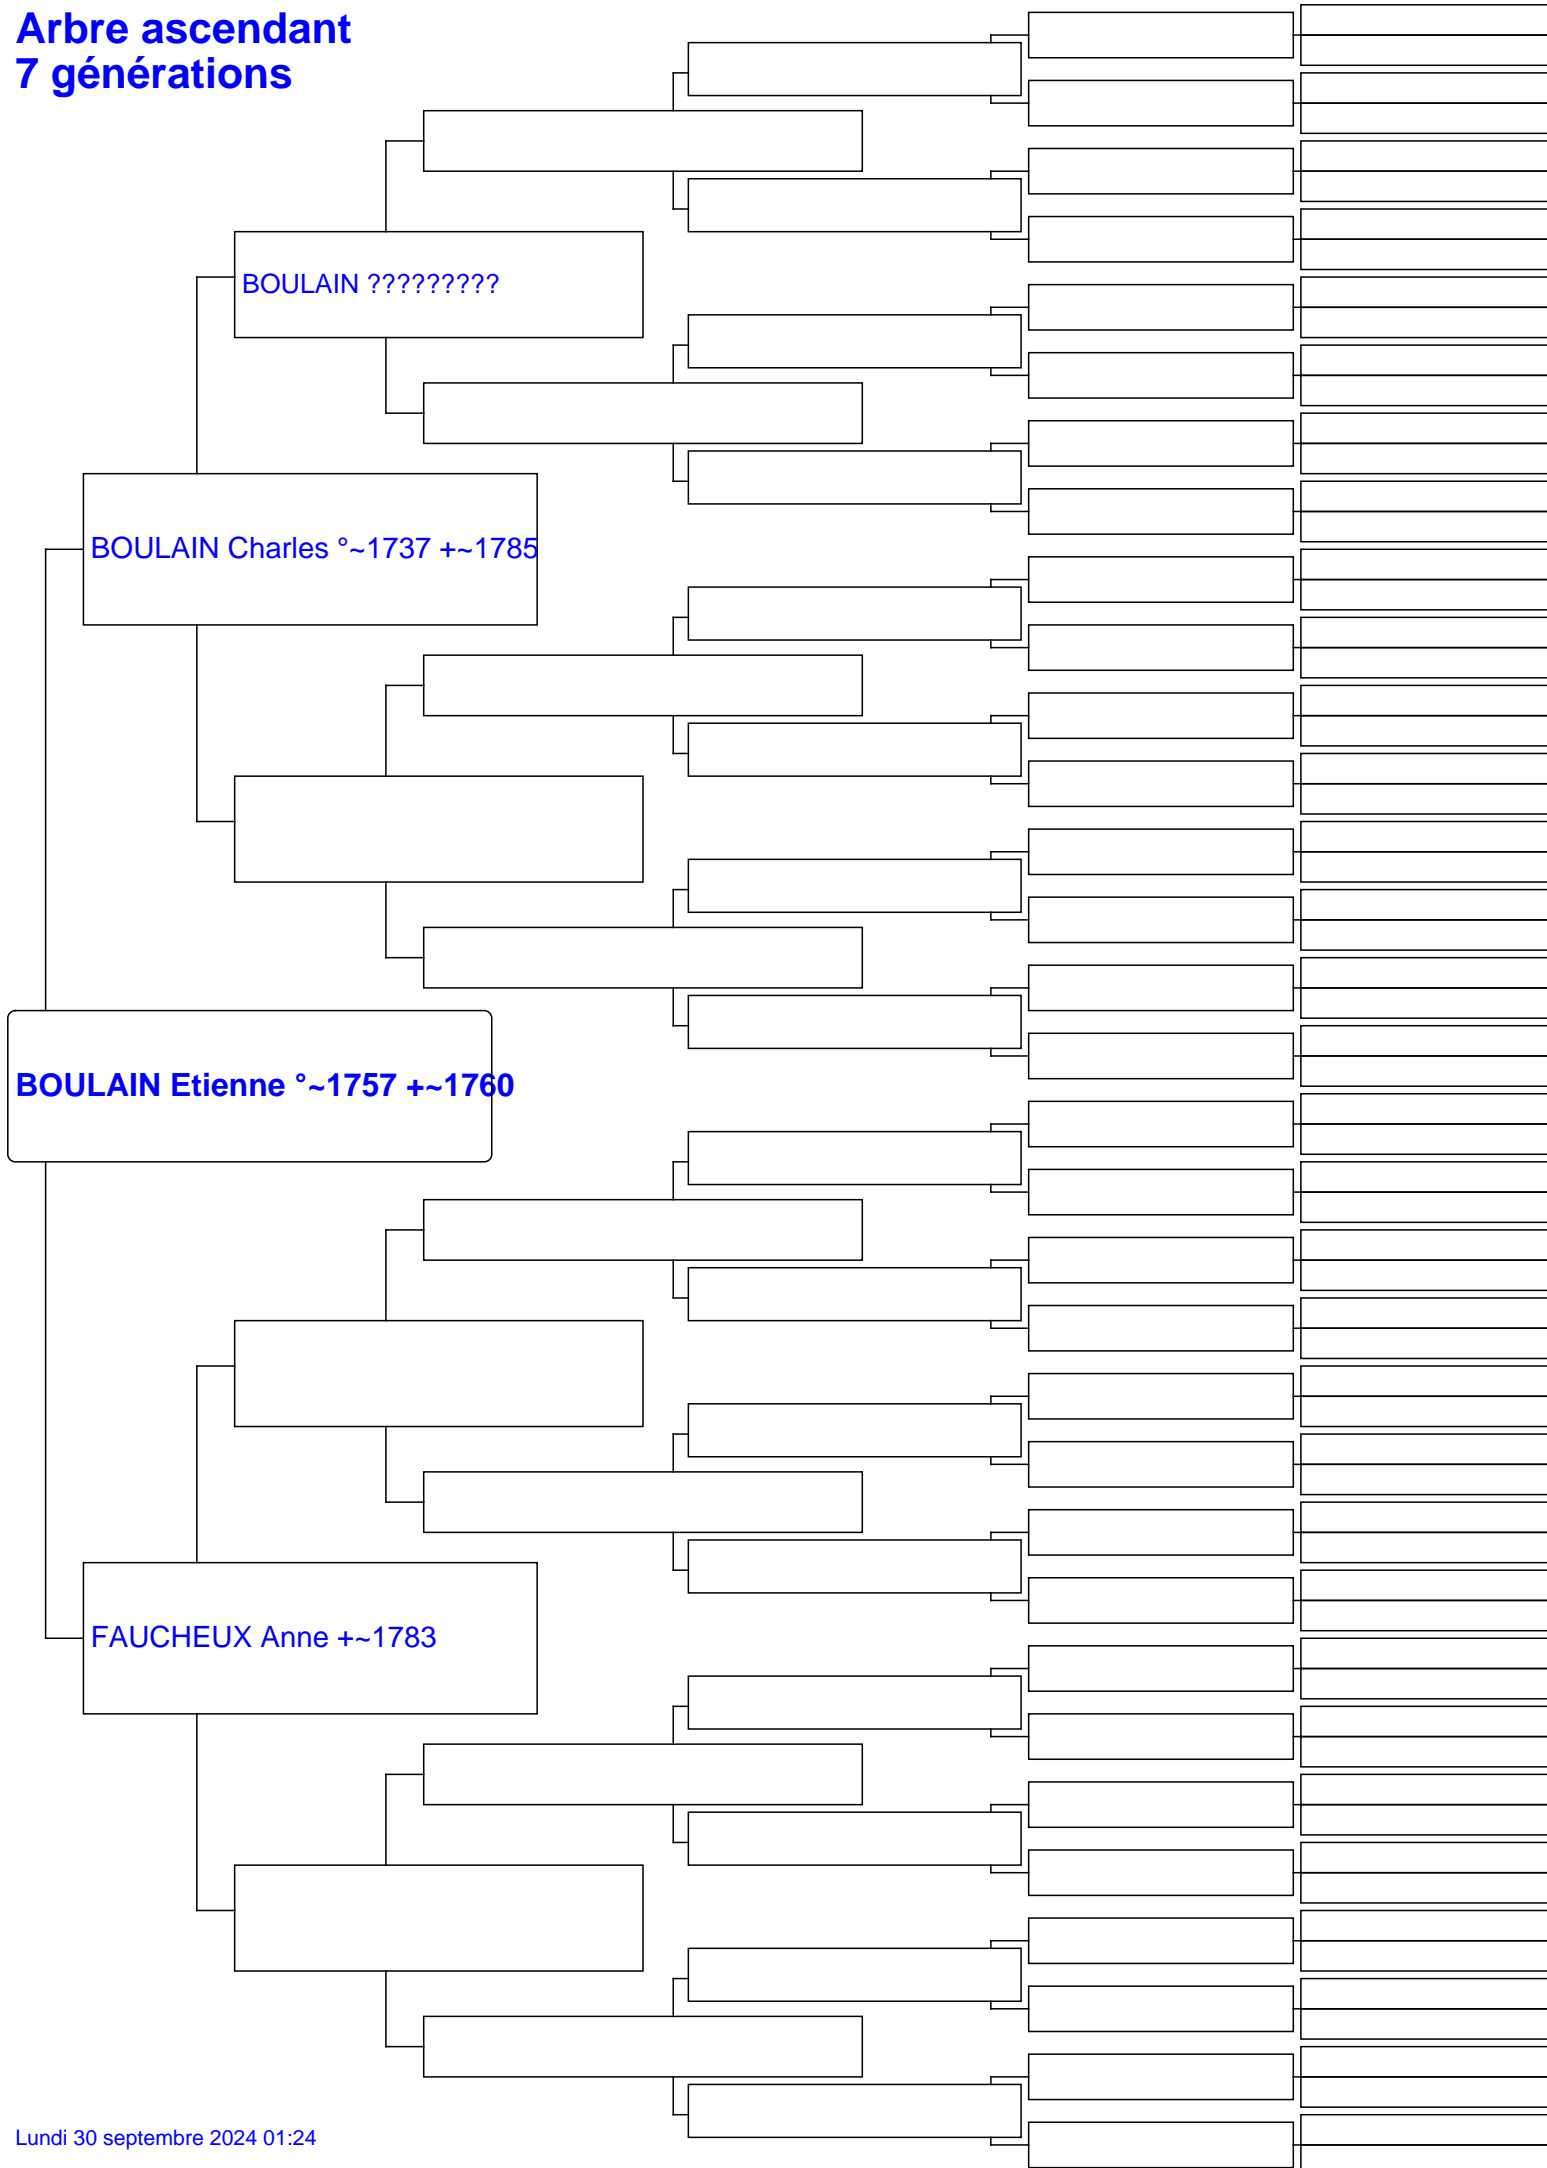 Arbre ascendant
7 générations
BOULAIN ?????????
BOULAIN Charles °~1737 +~1785
BOULAIN Etienne °~1757 +~1760
FAUCHEUX Anne +~1783
Lundi 30 septembre 2024 01:24